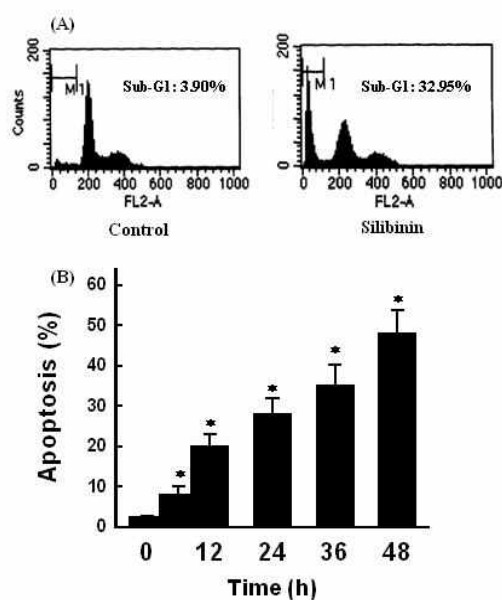 (A)
200
Counts
0
M1
Sub-G1: 3.90%
0 200 400 600 800 1000
FL2-A
Control
200
0
M1
Sub-G1: 32.95%
0 200 400 600 800 1000
FL2-A
Silibinin
(B)
Apoptosis (%)
60
50
40
30
20
10
0
*
*
*
*
*
0 12 24 36 48
Time (h)